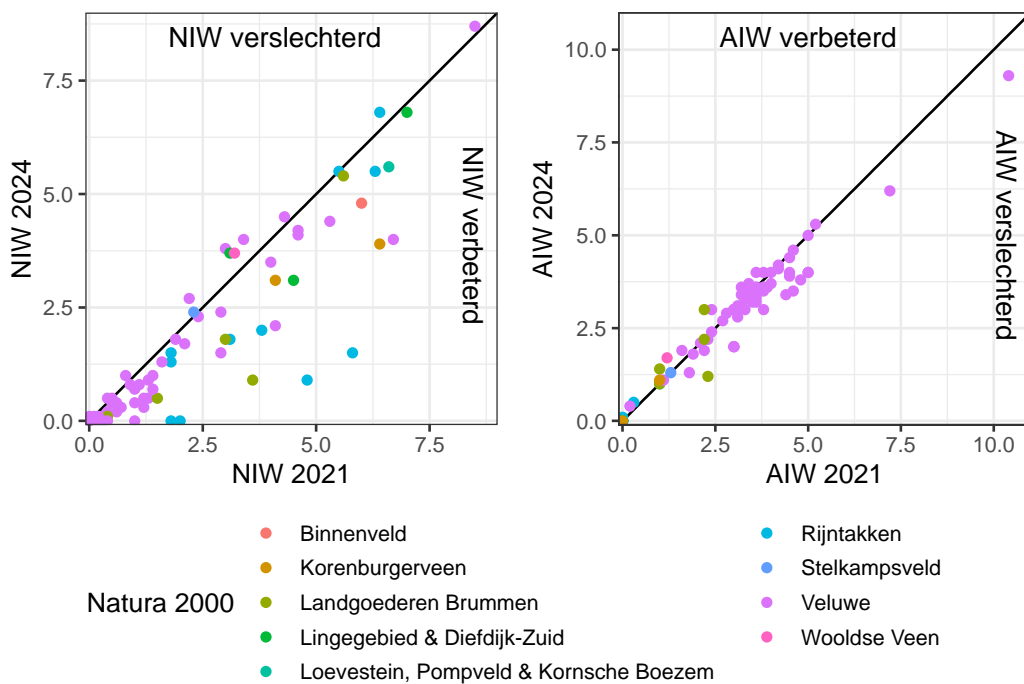 NIW verslechterd
NIW verbeterd
7.5
5.0
2.5
0.0
0.0
2.5
5.0
7.5
NIW 2024
NIW 2021
AIW verbeterd
AIW verslechterd
10.0
7.5
5.0
2.5
0.0
0.0
2.5
5.0
7.5
10.0
AIW 2024
AIW 2021
Natura 2000
Binnenveld
Korenburgerveen
Landgoederen Brummen
Lingegebied & Diefdijk-Zuid
Loevestein, Pompveld & Kornsche Boezem
Rijntakken
Stelkampsveld
Veluwe
Wooldse Veen